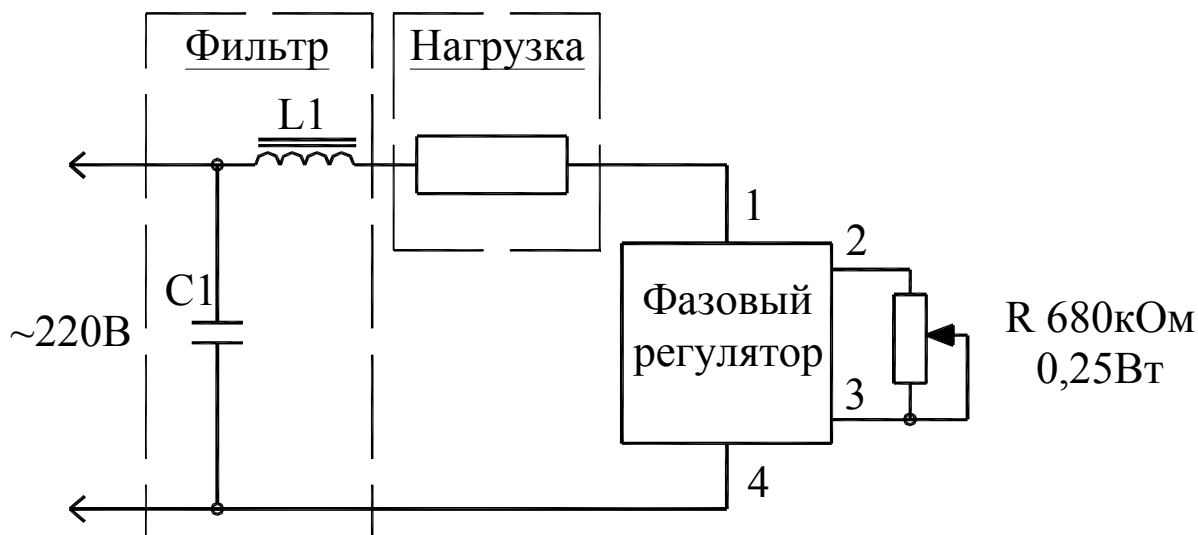 Фильтр
Нагрузка
L1
1
2
C1
Фазовый
регулятор
~220В
R 680кОм
0,25Вт
3
4